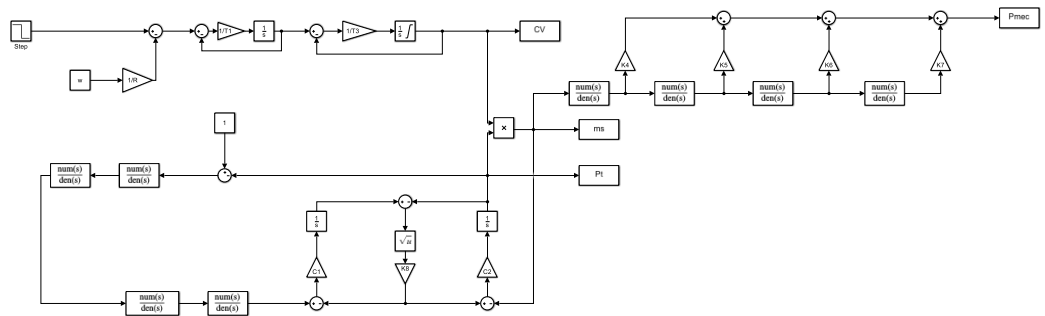 Step
w
1/R
1/T1
1
s
1/T3
1
s
CV
K4
K5
K6
K7
Pmec
num(s)
den(s)
num(s)
den(s)
num(s)
den(s)
num(s)
den(s)
×
ms
Pt
1
num(s)
den(s)
num(s)
den(s)
1
s
1
s
√u
C1
K8
C2
num(s)
den(s)
num(s)
den(s)